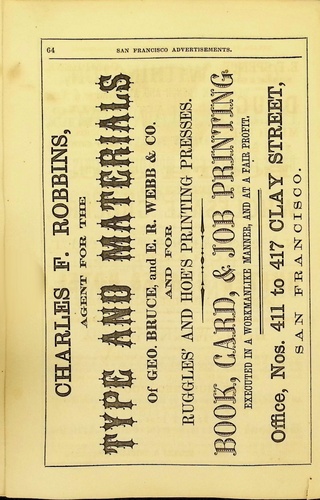 64
SAN FRANCISCO ADVERTISEMENTS.
CHARLES F. ROBBINS,
AGENT FOR THE
TYPE AND MATERIALS
Of GEO. BRUCE, and E. R. WEBB & CO.
AND FOR
RUGGLES' AND HOE'S PRINTING PRESSES.
BOOK, CARD, & JOB PRINTING
EXECUTED IN A WORKMANLIKE MANNER, AND AT A FAIR PROFIT.
Office, Nos. 411 to 417 CLAY STREET,
SAN FRANCISCO.